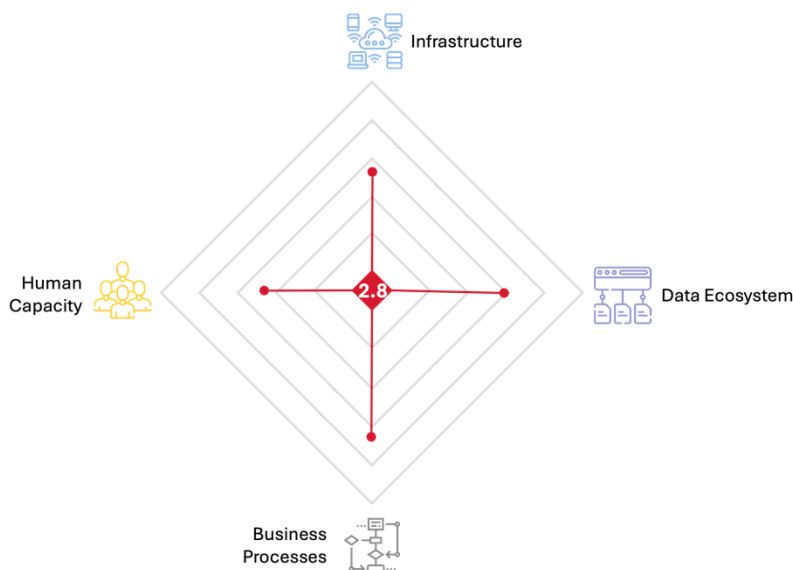 Infrastructure
2.8
Human
Capacity
Data Ecosystem
Business
Processes